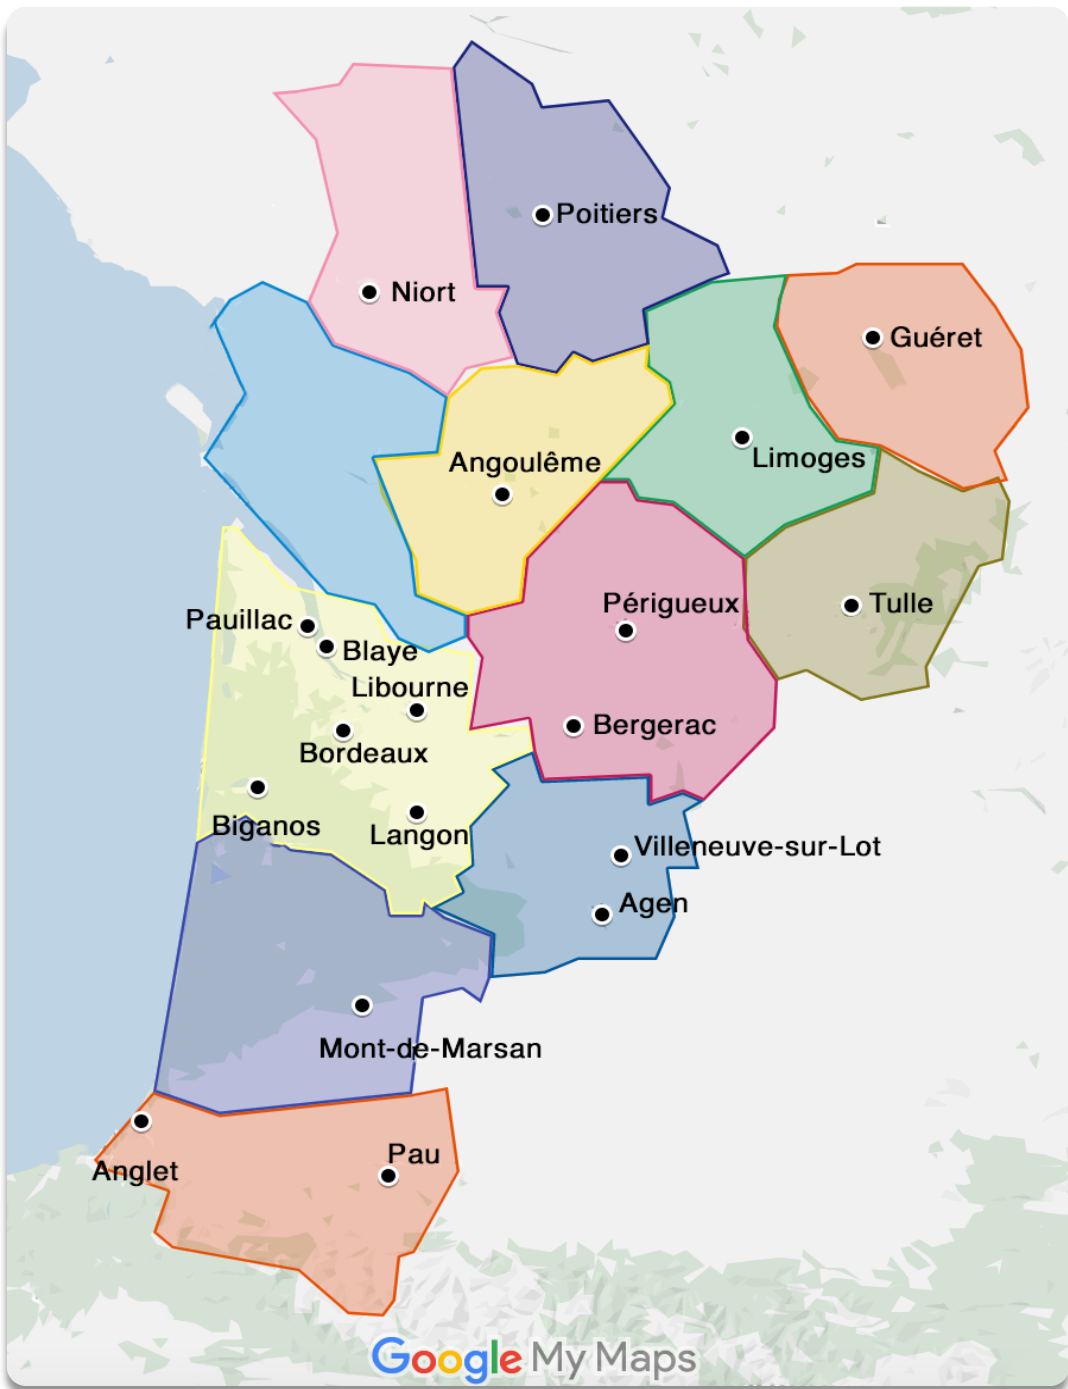 Poitiers
Niort
Guéret
Limoges
Angoulême
Périgueux
Tulle
Pauillac
Blaye
Libourne
Bergerac
Bordeaux
Biganos
Langon
Villeneuve-sur-Lot
Agen
Mont-de-Marsan
Pau
Anglet
Google My Maps